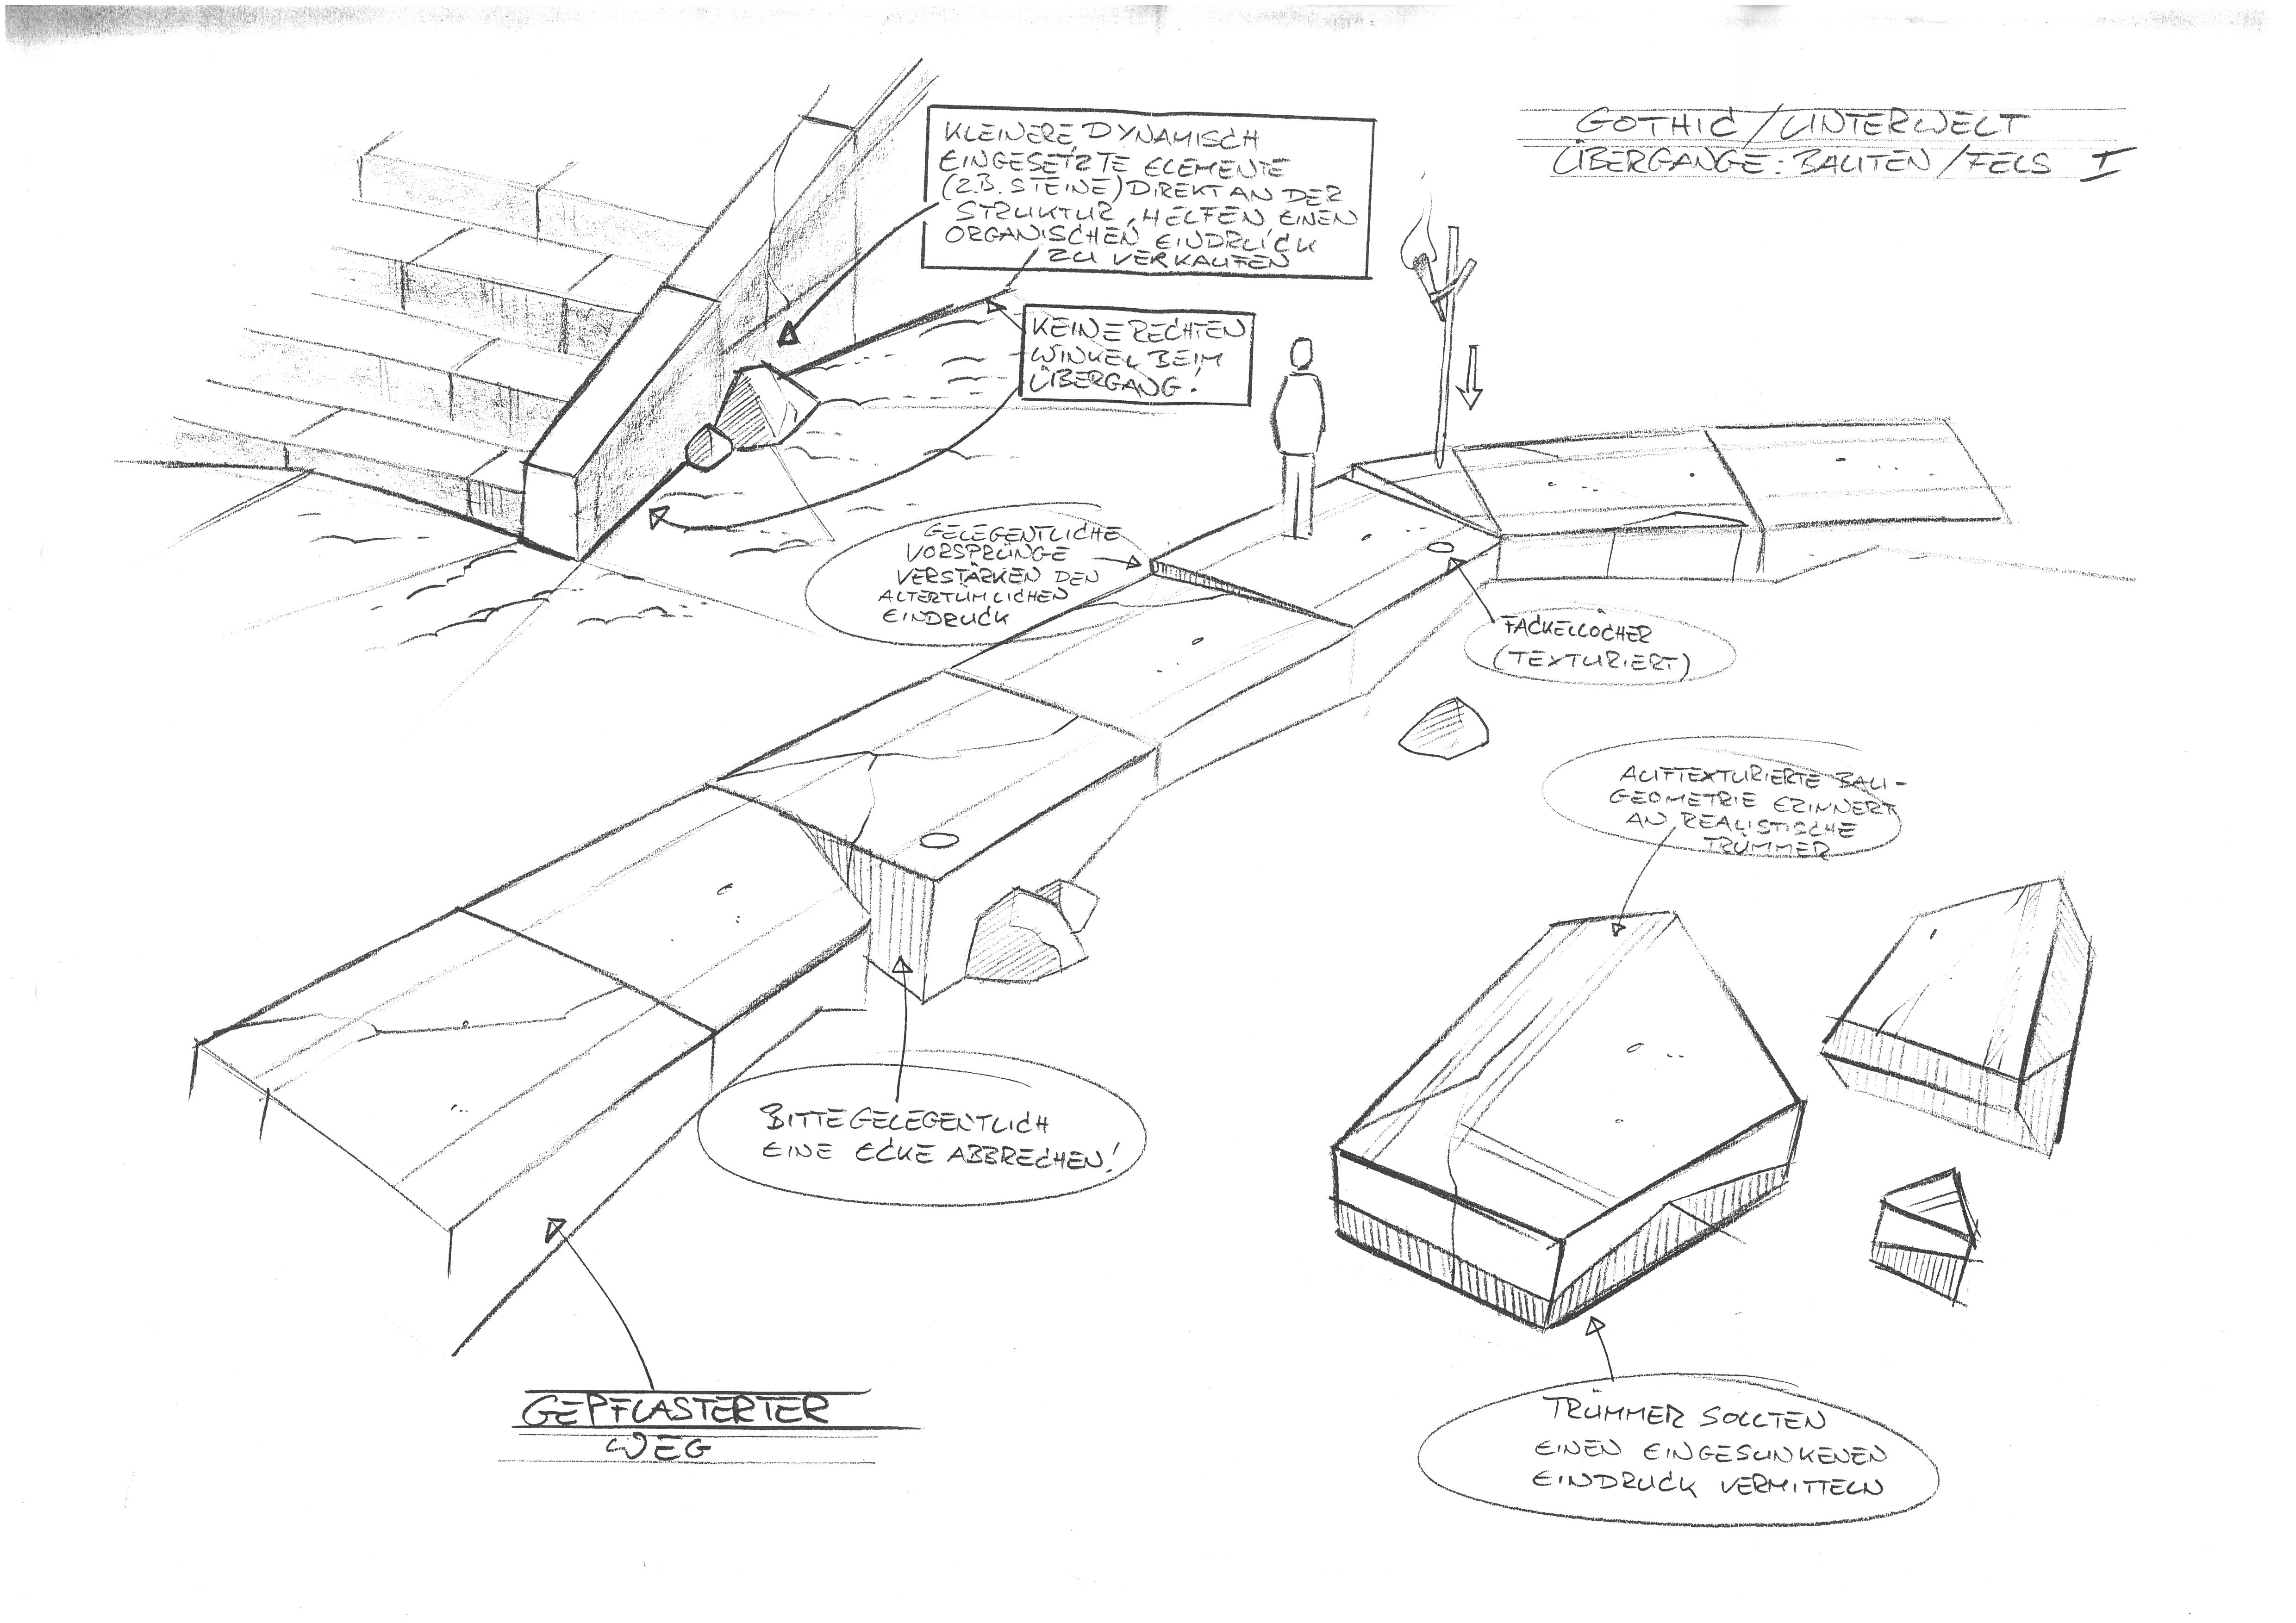 GOTHIC/UNTERWELT
ÜBERGÄNGE: BAUTEN/FELS I
KLEINERE, DYNAMISCH
EINGESETZTE ELEMENTE
(Z.B. STEINE) DIREKT AN DER
STRUKTUR, HELFEN EINEN
ORGANISCHEN EINDRUCK
ZU VERKAUFEN
KEINE RECHTEN
WINKEL BEIM
ÜBERGANG!
GELEGENTLICHE
VORSPRÜNGE
VERSTÄRKEN DEN
ALTERTÜMLICHEN
EINDRUCK
FACKELLÖCHER
(TEXTURIERT)
AUFTEXTURIERTE BAU-
GEOMETRIE ERINNERT
AN REALISTISCHE
TRÜMMER
BITTE GELEGENTLICH
EINE ECKE ABBRECHEN!
GEPFLASTERTER
WEG
TRÜMMER SOLLTEN
EINEN EINGESUNKENEN
EINDRUCK VERMITTELN